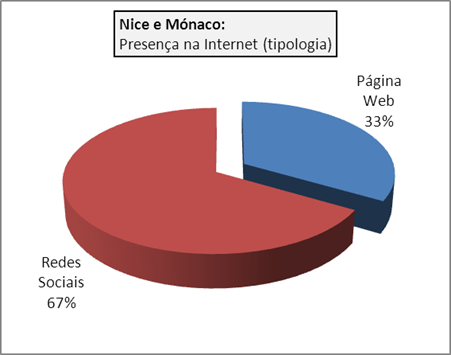 Nice e Mónaco:
Presença na Internet (tipologia)
Página
Web
33%
Redes
Sociais
67%